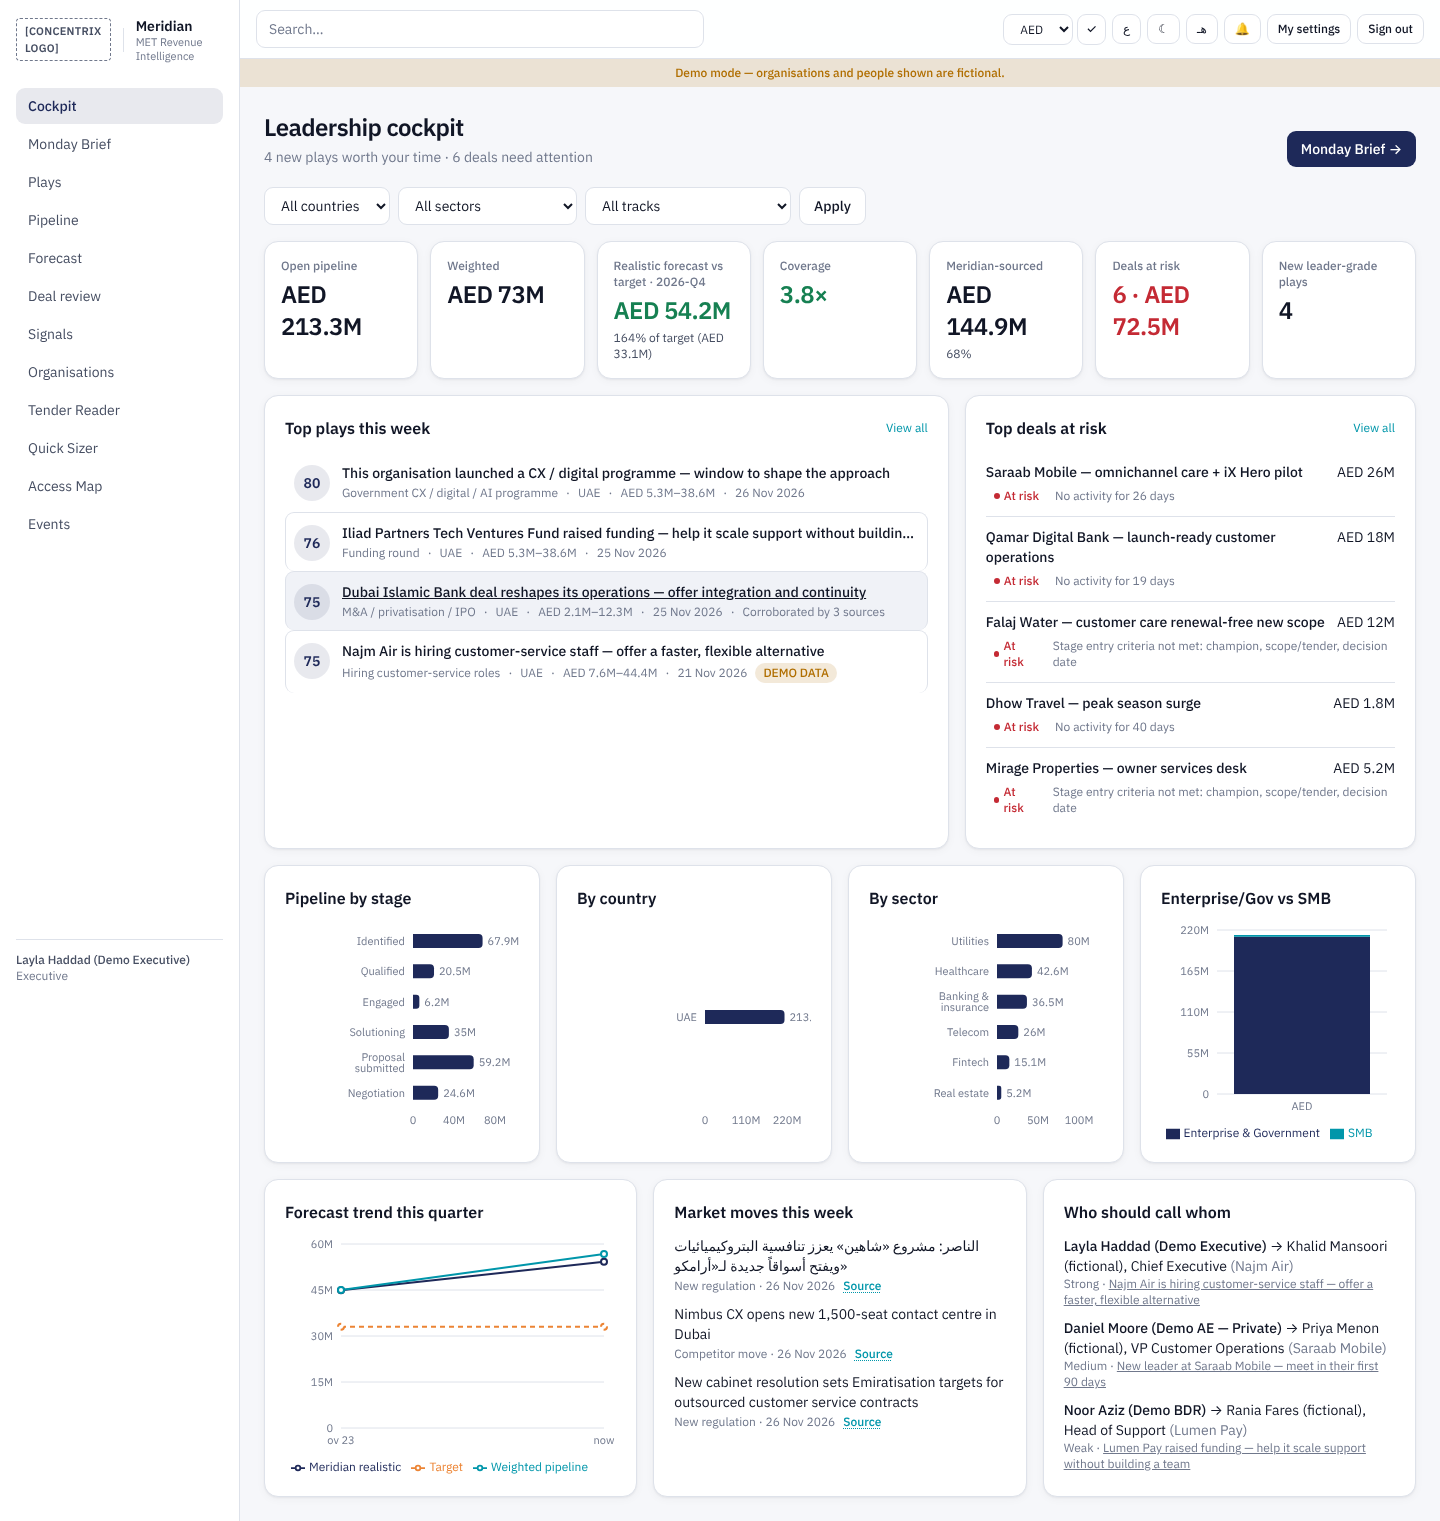 [CONCENTRIX
LOGO]
Meridian
MET Revenue
Intelligence
Cockpit
Monday Brief
Plays
Pipeline
Forecast
Deal review
Signals
Organisations
Tender Reader
Quick Sizer
Access Map
Events
Layla Haddad (Demo Executive)
Executive
Search...
AED
ع
هـ
My settings
Sign out
Demo mode — organisations and people shown are fictional.
Leadership cockpit
4 new plays worth your time · 6 deals need attention
Monday Brief →
All countries
All sectors
All tracks
Apply
Open pipeline
AED
213.3M
Weighted
AED 73M
Realistic forecast vs
target · 2026-Q4
AED 54.2M
164% of target (AED
33.1M)
Coverage
3.8×
Meridian-sourced
AED
144.9M
68%
Deals at risk
6 · AED
72.5M
New leader-grade
plays
4
Top plays this week
View all
80
This organisation launched a CX / digital programme — window to shape the approach
Government CX / digital / AI programme · UAE · AED 5.3M–38.6M · 26 Nov 2026
76
Iliad Partners Tech Ventures Fund raised funding — help it scale support without buildin...
Funding round · UAE · AED 5.3M–38.6M · 25 Nov 2026
75
Dubai Islamic Bank deal reshapes its operations — offer integration and continuity
M&A / privatisation / IPO · UAE · AED 2.1M–12.3M · 25 Nov 2026 · Corroborated by 3 sources
75
Najm Air is hiring customer-service staff — offer a faster, flexible alternative
Hiring customer-service roles · UAE · AED 7.6M–44.4M · 21 Nov 2026 DEMO DATA
Top deals at risk
View all
Saraab Mobile — omnichannel care + iX Hero pilot AED 26M
At risk No activity for 26 days
Qamar Digital Bank — launch-ready customer AED 18M
operations
At risk No activity for 19 days
Falaj Water — customer care renewal-free new scope AED 12M
At Stage entry criteria not met: champion, scope/tender, decision
risk date
Dhow Travel — peak season surge AED 1.8M
At risk No activity for 40 days
Mirage Properties — owner services desk AED 5.2M
At Stage entry criteria not met: champion, scope/tender, decision
risk date
Pipeline by stage
Identified 67.9M
Qualified 20.5M
Engaged 6.2M
Solutioning 35M
Proposal
submitted 59.2M
Negotiation 24.6M
0 40M 80M
By country
UAE 213.
0 110M 220M
By sector
Utilities 80M
Healthcare 42.6M
Banking &
insurance 36.5M
Telecom 26M
Fintech 15.1M
Real estate 5.2M
0 50M 100M
Enterprise/Gov vs SMB
220M
165M
110M
55M
0
AED
Enterprise & Government SMB
Forecast trend this quarter
60M
45M
30M
15M
0
ov 23 now
Meridian realistic Target Weighted pipeline
Market moves this week
الناصر: مشروع «شاهين» يعزز تنافسية البتروكيميائيات
ويفتح أسواقاً جديدة لـ«أرامكو»
New regulation · 26 Nov 2026 Source
Nimbus CX opens new 1,500-seat contact centre in
Dubai
Competitor move · 26 Nov 2026 Source
New cabinet resolution sets Emiratisation targets for
outsourced customer service contracts
New regulation · 26 Nov 2026 Source
Who should call whom
Layla Haddad (Demo Executive) → Khalid Mansoori
(fictional), Chief Executive (Najm Air)
Strong · Najm Air is hiring customer-service staff — offer a
faster, flexible alternative
Daniel Moore (Demo AE — Private) → Priya Menon
(fictional), VP Customer Operations (Saraab Mobile)
Medium · New leader at Saraab Mobile — meet in their first
90 days
Noor Aziz (Demo BDR) → Rania Fares (fictional),
Head of Support (Lumen Pay)
Weak · Lumen Pay raised funding — help it scale support
without building a team